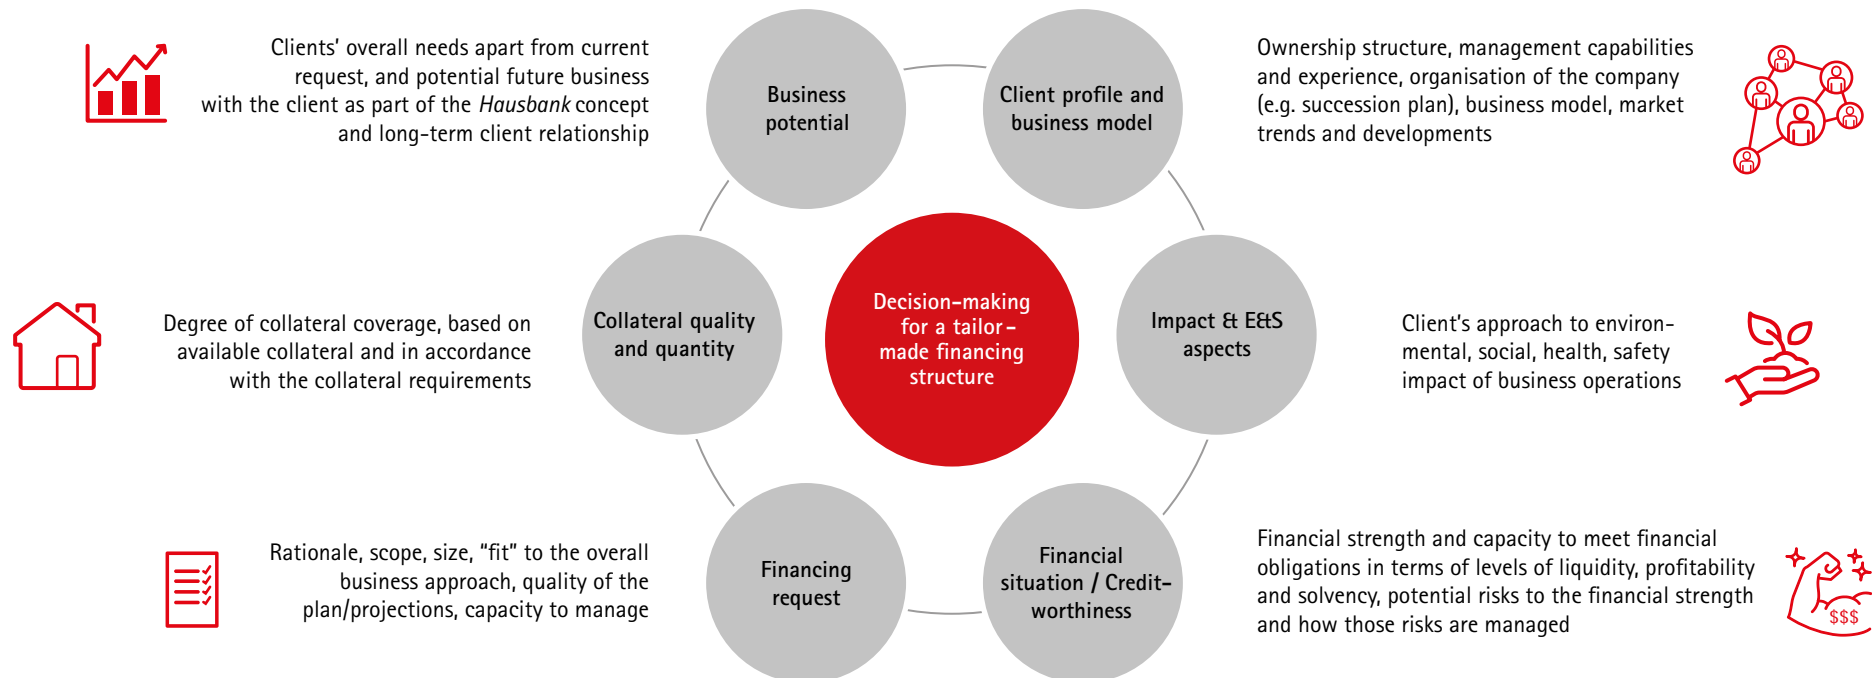 Clients' overall needs apart from current
request, and potential future business
with the client as part of the Hausbank concept
and long-term client relationship
Business
potential
Client profile and
business model
Ownership structure, management capabilities
and experience, organisation of the company
(e.g. succession plan), business model, market
trends and developments
Degree of collateral coverage, based on
available collateral and in accordance
with the collateral requirements
Collateral quality
and quantity
Decision-making
for a tailor-
made financing
structure
Impact & E&S
aspects
Client's approach to environ-
mental, social, health, safety
impact of business operations
Rationale, scope, size, "fit" to the overall
business approach, quality of the
plan/projections, capacity to manage
Financing
request
Financial
situation / Credit-
worthiness
Financial strength and capacity to meet financial
obligations in terms of levels of liquidity, profitability
and solvency, potential risks to the financial strength
and how those risks are managed
$$$